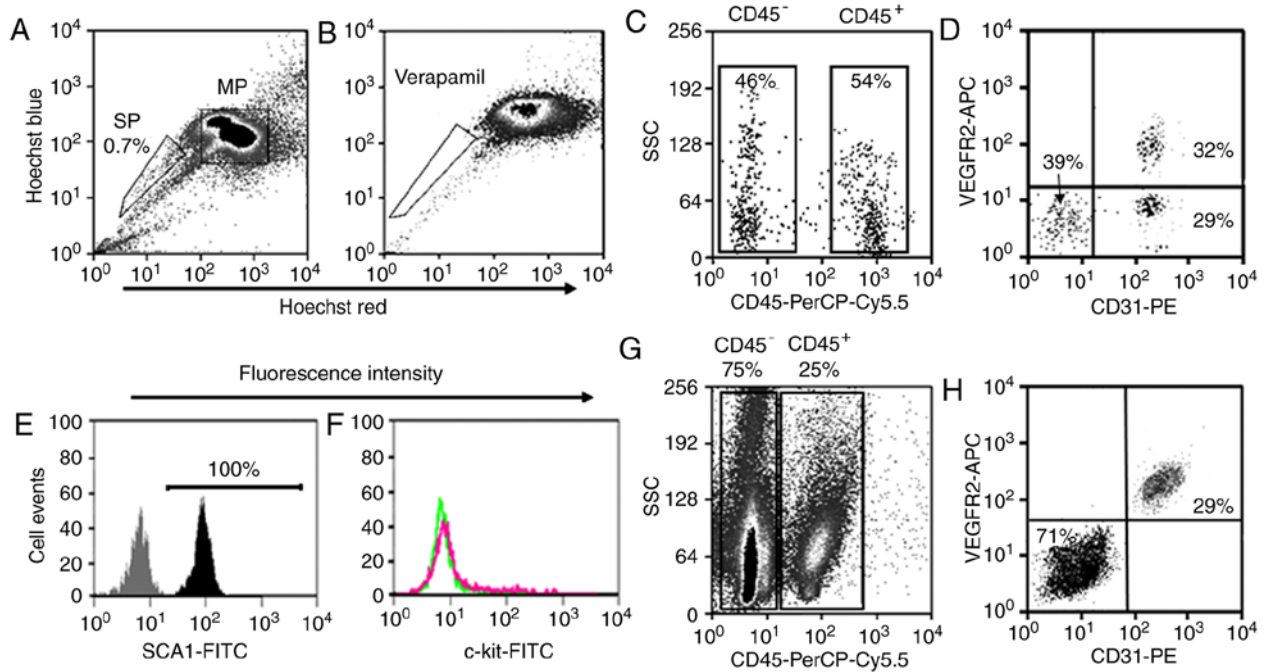 A
10⁴
10³
10²
10¹
10⁰
Hoechst blue
SP
0.7%
MP
10⁰ 10¹ 10² 10³ 10⁴
B
10⁴
10³
10²
10¹
10⁰
Verapamil
10⁰ 10¹ 10² 10³ 10⁴
Hoechst red
C
CD45⁻ CD45⁺
256
192
128
64
0
SSC
46% 54%
10⁰ 10¹ 10² 10³ 10⁴
CD45-PerCP-Cy5.5
D
10⁴
10³
10²
10¹
10⁰
VEGFR2-APC
39%
32%
29%
10⁰ 10¹ 10² 10³ 10⁴
CD31-PE
Fluorescence intensity
E
100
80
60
40
20
0
Cell events
100%
10⁰ 10¹ 10² 10³ 10⁴
SCA1-FITC
F
100
80
60
40
20
0
10⁰ 10¹ 10² 10³ 10⁴
c-kit-FITC
G
CD45⁻ CD45⁺
75% 25%
256
192
128
64
0
SSC
10⁰ 10¹ 10² 10³ 10⁴
CD45-PerCP-Cy5.5
H
10⁴
10³
10²
10¹
10⁰
VEGFR2-APC
71%
29%
10⁰ 10¹ 10² 10³ 10⁴
CD31-PE